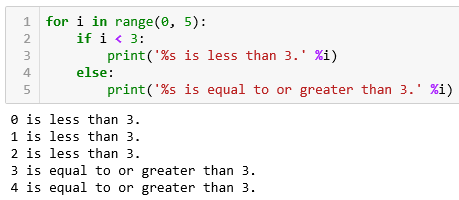 1 for i in range(0, 5):
2     if i < 3:
3         print('%s is less than 3.' %i)
4     else:
5         print('%s is equal to or greater than 3.' %i)
0 is less than 3.
1 is less than 3.
2 is less than 3.
3 is equal to or greater than 3.
4 is equal to or greater than 3.